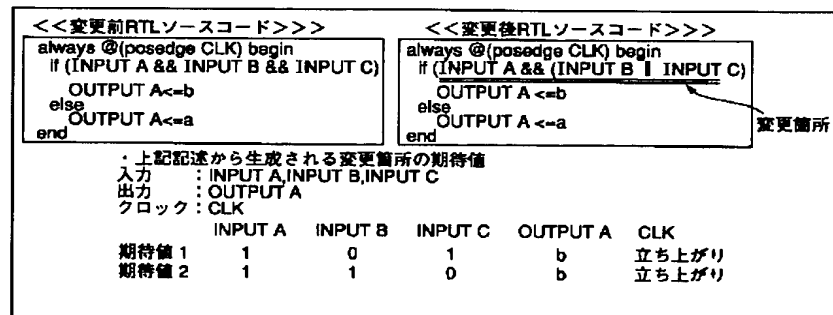 <<変更前RTLソースコード>>>
always @(posedge CLK) begin
if (INPUT A && INPUT B && INPUT C)
OUTPUT A<=b
else
OUTPUT A<=a
end
<<変更後RTLソースコード>>>
always @(posedge CLK) begin
if (INPUT A && (INPUT B || INPUT C)
OUTPUT A <=b
else
OUTPUT A <=a
end
変更箇所
・上記記述から生成される変更箇所の期待値
入力 : INPUT A,INPUT B,INPUT C
出力 : OUTPUT A
クロック : CLK
INPUT A INPUT B INPUT C OUTPUT A CLK
期待値 1 1 0 1 b 立ち上がり
期待値 2 1 1 0 b 立ち上がり